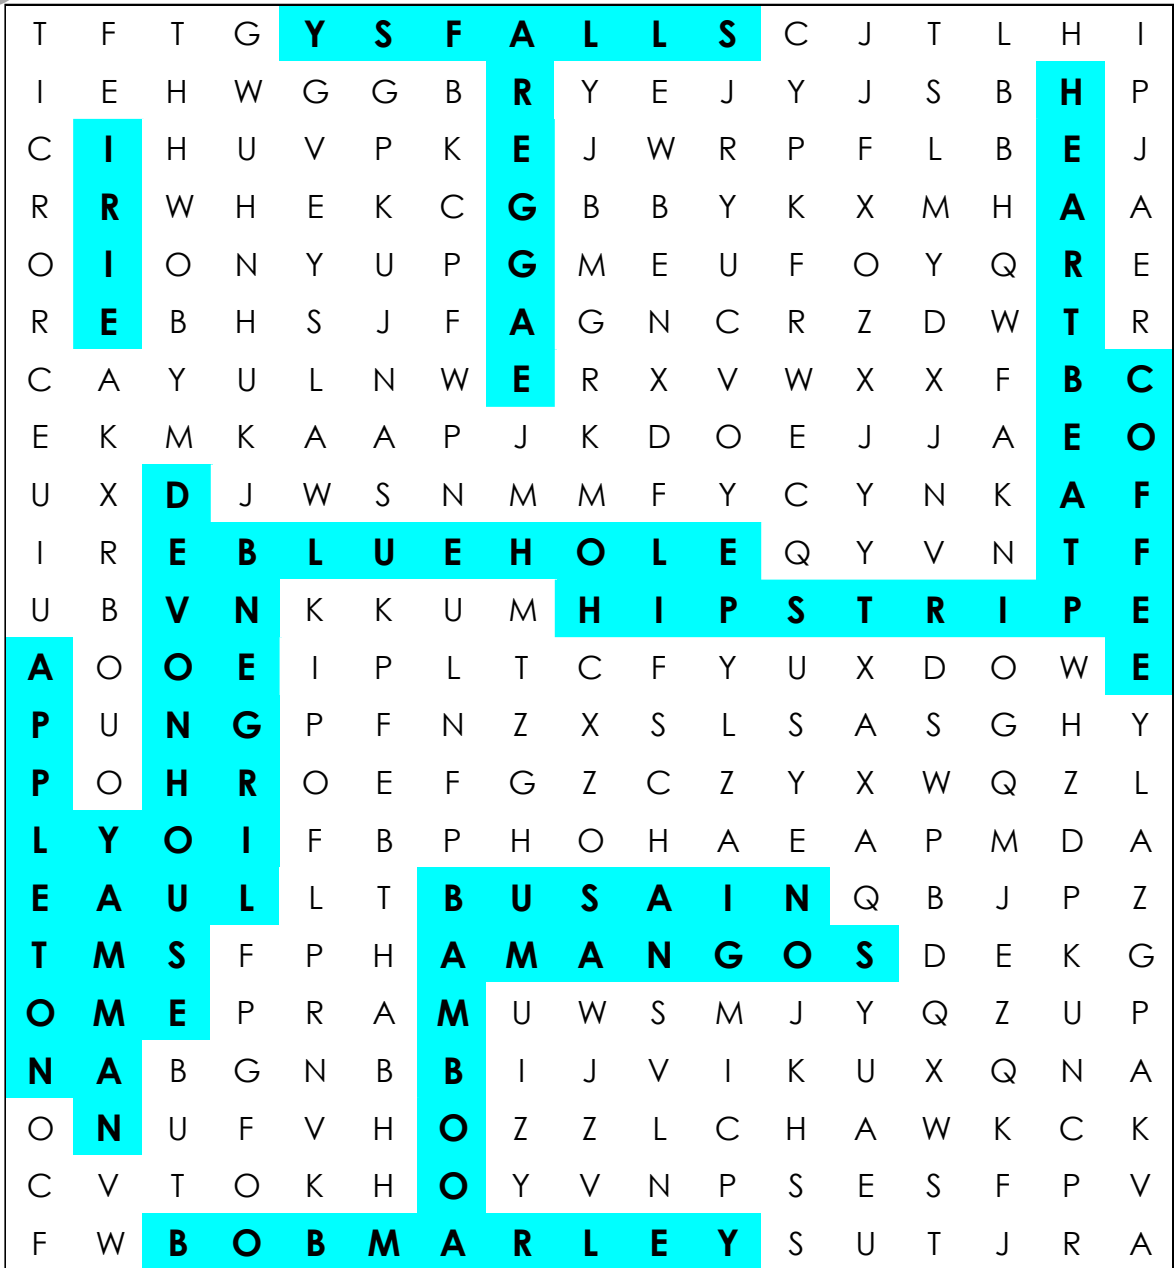 T F T G Y S F A L L S C J T L H I
I E H W G G B R Y E J Y J S B H P
C I H U V P K E J W R P F L B E J
R R W H E K C G B B Y K X M H A A
O I O N Y U P G M E U F O Y Q R E
R E B H S J F A G N C R Z D W T R
C A Y U L N W E R X V W X X F B C
E K M K A A P J K D O E J J A E O
U X D J W S N M M F Y C Y N K A F
I R E B L U E H O L E Q Y V N T F
U B V N K K U M H I P S T R I P E
A O O E I P L T C F Y U X D O W E
P U N G P F N Z X S L S A S G H Y
P O H R O E F G Z C Z Y X W Q Z L
L Y O I F B P H O H A E A P M D A
E A U L L T B U S A I N Q B J P Z
T M S F P H A M A N G O S D E K G
O M E P R A M U W S M J Y Q Z U P
N A B G N B B I J V I K U X Q N A
O N U F V H O Z Z L C H A W K C K
C V T O K H O Y V N P S E S F P V
F W B O B M A R L E Y S U T J R A